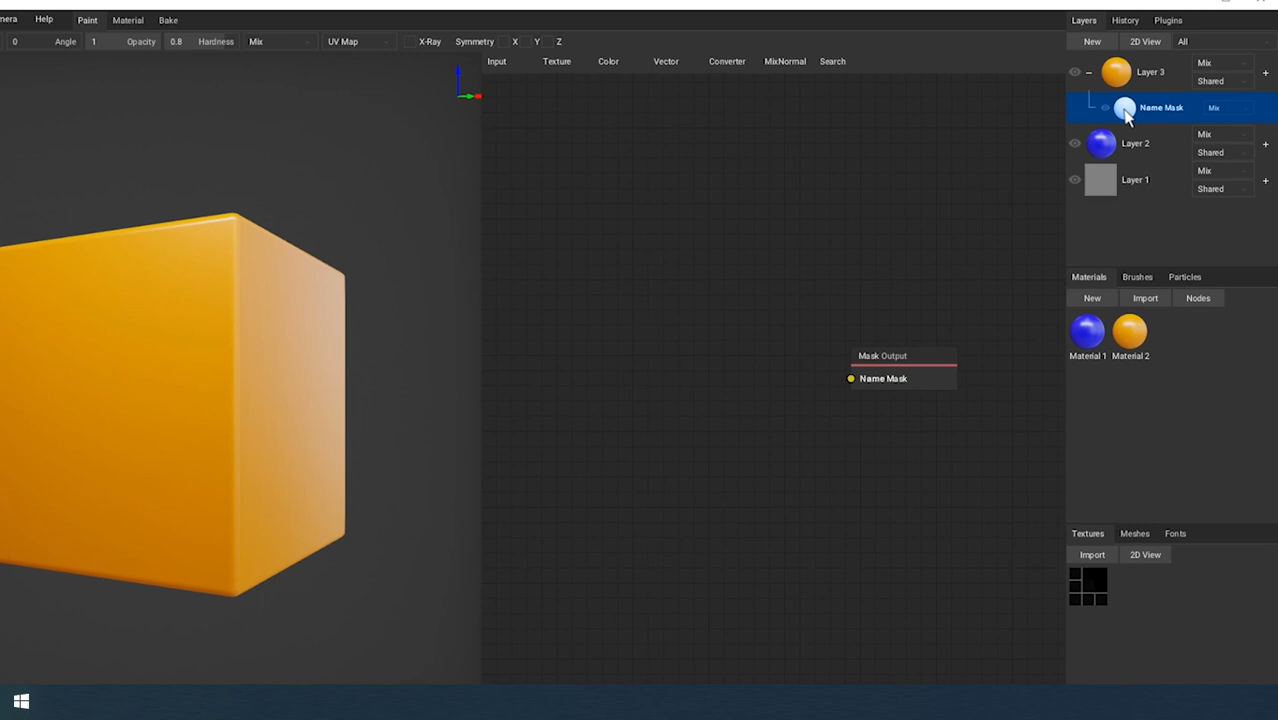 Help Paint Material Bake
0 Angle 1 Opacity 0.8 Hardness Mix UV Map X-Ray Symmetry X Y Z
Input Texture Color Vector Converter MixNormal Search
Mask Output
Name Mask
Layers History Plugins
New 2D View All
Layer 3 Mix
Shared +
Name Mask Mix
Layer 2 Mix
Shared +
Layer 1 Mix
Shared +
Materials Brushes Particles
New Import Nodes
Material 1 Material 2
Textures Meshes Fonts
Import 2D View